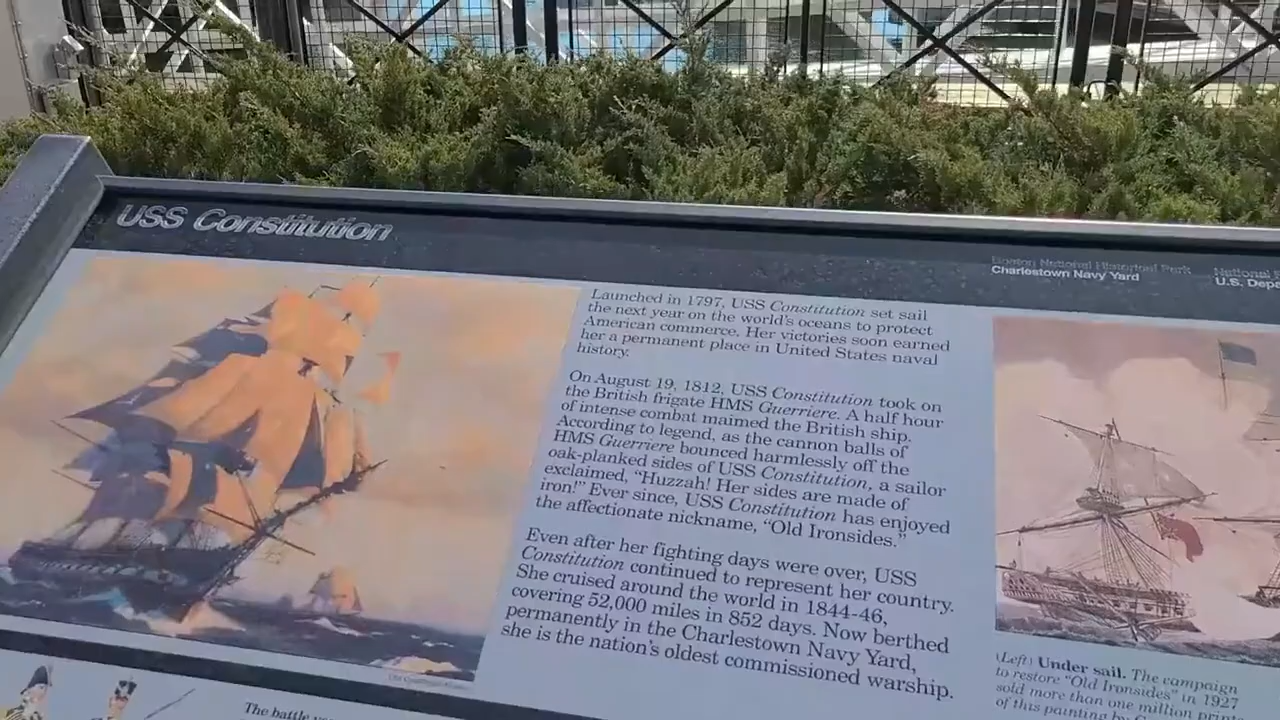 USS Constitution
Boston National Historical Park
Charlestown Navy Yard
National
U.S.
Launched in 1797, USS Constitution set sail
the next year on the world's oceans to protect
American commerce. Her victories soon earned
her a permanent place in United States naval
history.
On August 19, 1812, USS Constitution took on
the British frigate HMS Guerriere. A half hour
of intense combat maimed the British ship.
According to legend, as the cannon balls of
HMS Guerriere bounced harmlessly off the
oak-planked sides of USS Constitution, a sailor
exclaimed, "Huzzah! Her sides are made of
iron!" Ever since, USS Constitution has enjoyed
the affectionate nickname, "Old Ironsides."
Even after her fighting days were over, USS
Constitution continued to represent her country.
She cruised around the world in 1844-46,
covering 52,000 miles in 852 days. Now berthed
permanently in the Charlestown Navy Yard,
she is the nation's oldest commissioned warship.
(Left) Under sail. The campaign
to restore "Old Ironsides" in 1927
sold more than one million
of this painting by
The battle